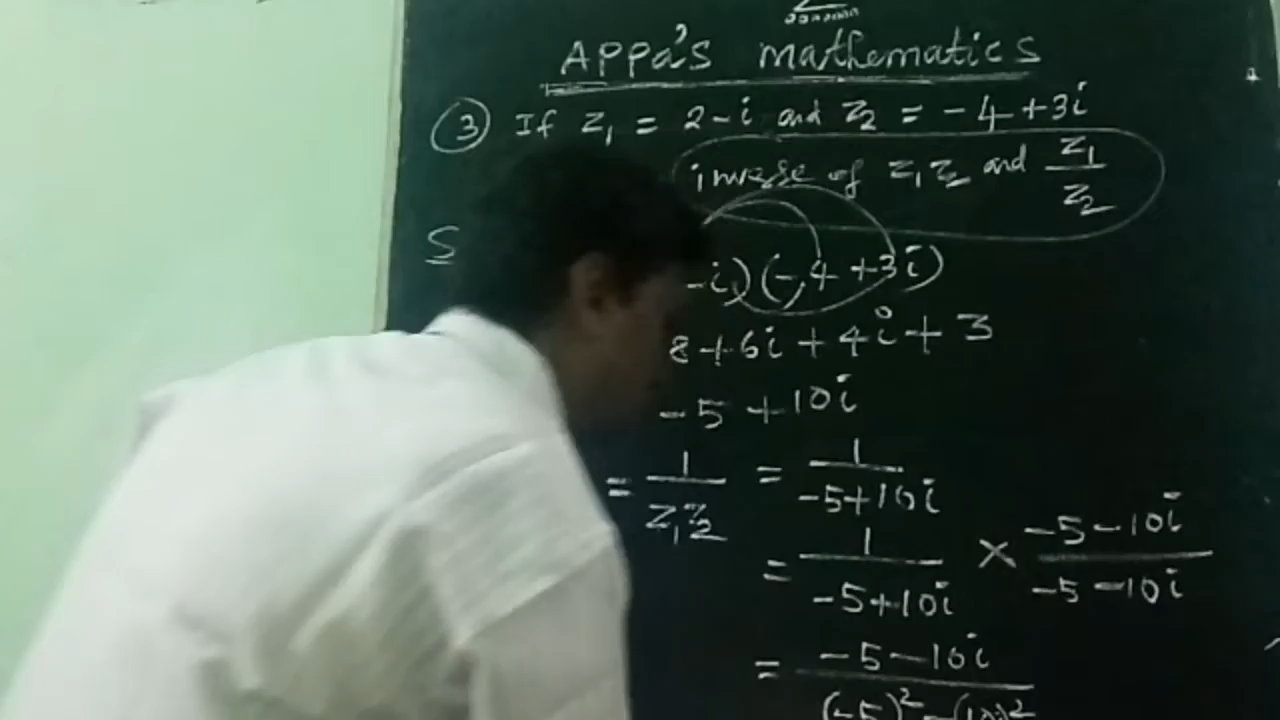 APPa's mathematics
③ If z₁ = 2-i and z₂ = -4+3i
inverse of z₁z₂ and z₁/z₂
S
-i)(-4+3i)
8+6i+4i+3
-5+10i
= 1/z₁z₂ = 1/-5+10i
= 1/-5+10i × -5-10i/-5-10i
= -5-10i/(-5)²-(10i)²